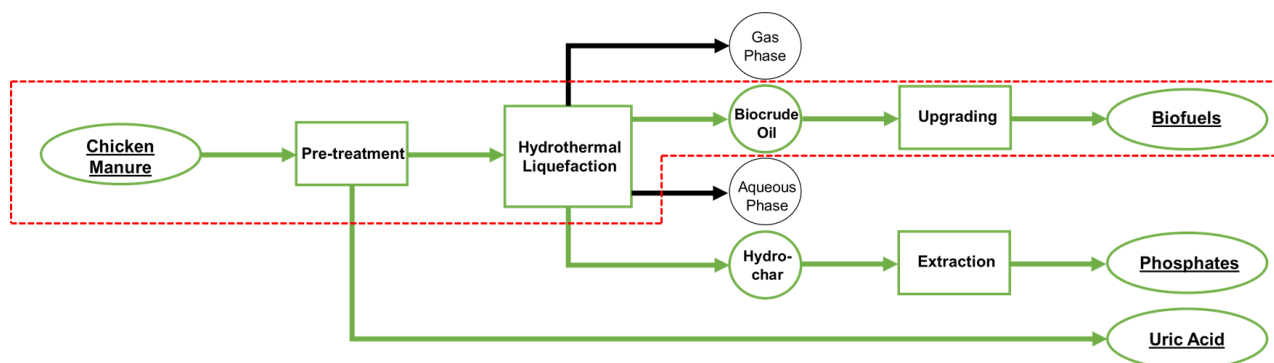 Gas
Phase
Chicken
Manure
Pre-treatment
Hydrothermal
Liquefaction
Biocrude
Oil
Upgrading
Biofuels
Aqueous
Phase
Hydro-
char
Extraction
Phosphates
Uric Acid